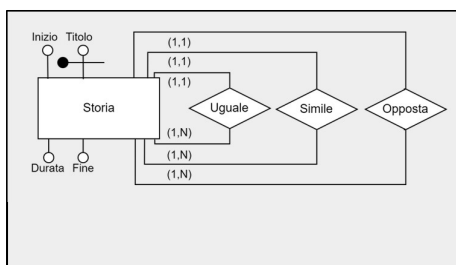 Inizio Titolo
(1,1)
(1,1)
(1,1)
Storia
Uguale
Simile
Opposta
(1,N)
(1,N)
(1,N)
Durata Fine